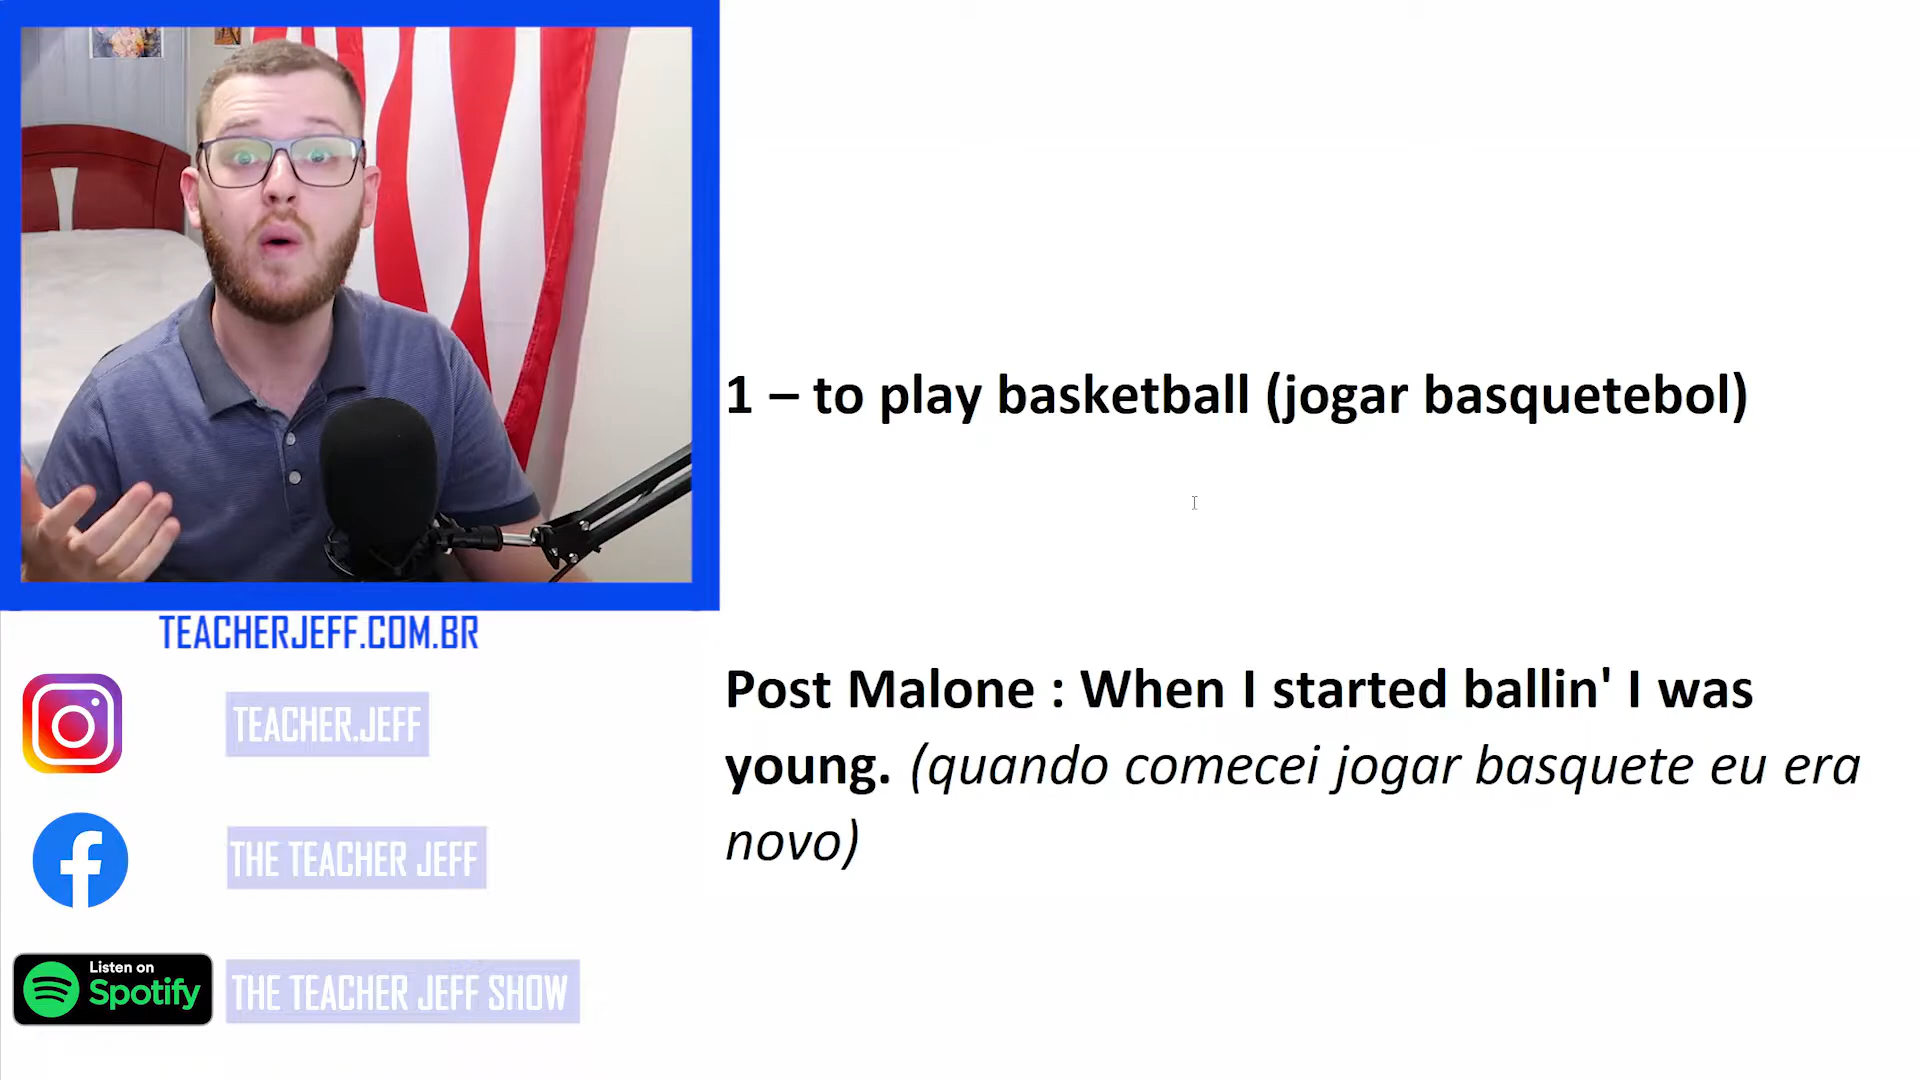 1 – to play basketball (jogar basquetebol)
Post Malone : When I started ballin' I was
young. (quando comecei jogar basquete eu era
novo)
TEACHERJEFF.COM.BR
TEACHER.JEFF
THE TEACHER JEFF
Listen on
Spotify
THE TEACHER JEFF SHOW